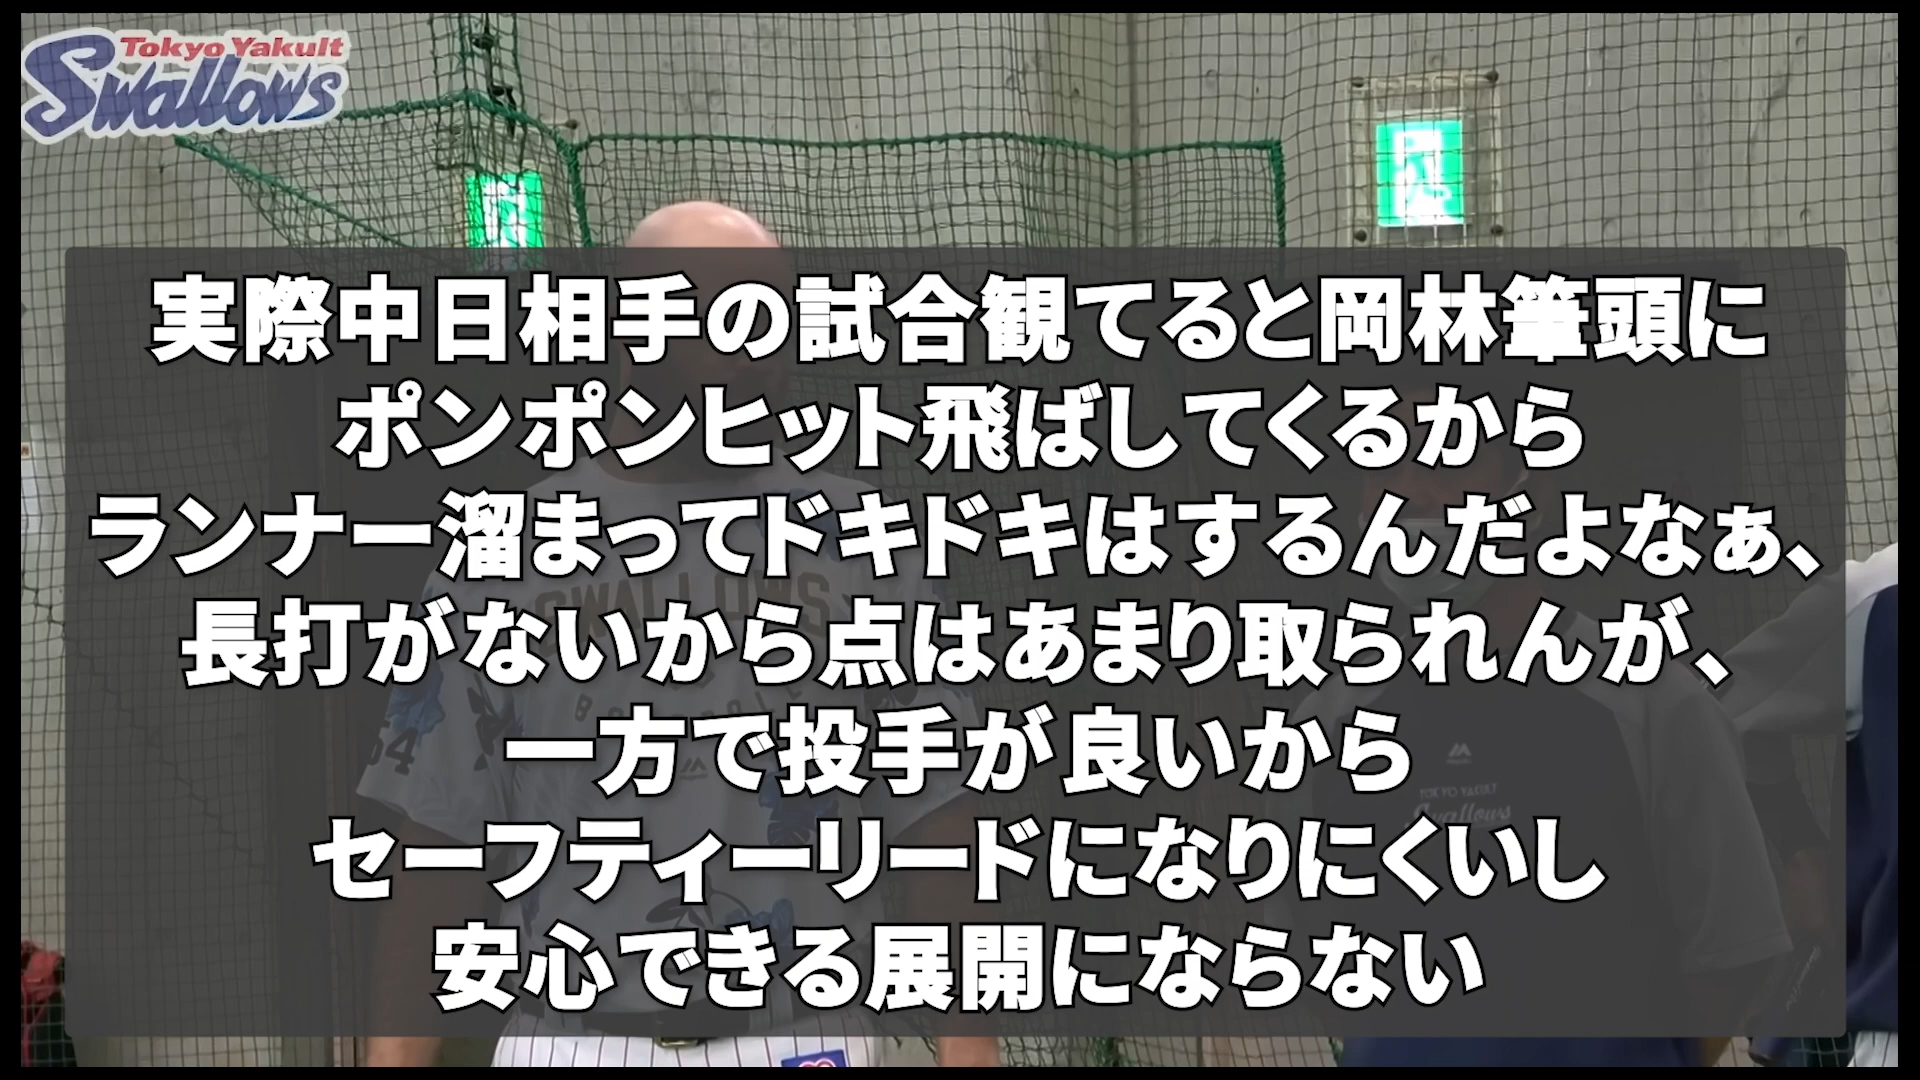 Tokyo Yakult
Swallows
実際中日相手の試合観てると岡林筆頭に
ポンポンヒット飛ばしてくるから
ランナー溜まってドキドキはするんだよなぁ、
長打がないから点はあまり取られんが、
一方で投手が良いから
セーフティーリードになりにくいし
安心できる展開にならない
SWALLOWS
64
TOKYO YAKULT
Swallows